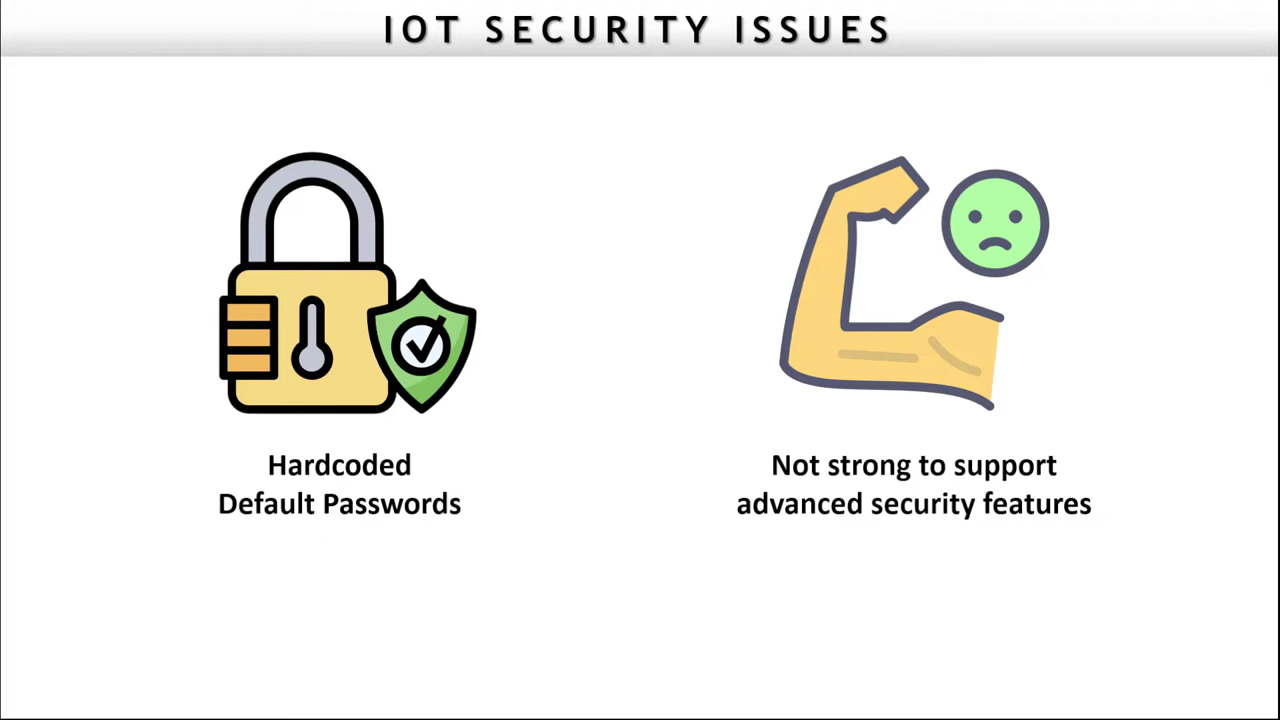 IOT SECURITY ISSUES
Hardcoded
Default Passwords
Not strong to support
advanced security features